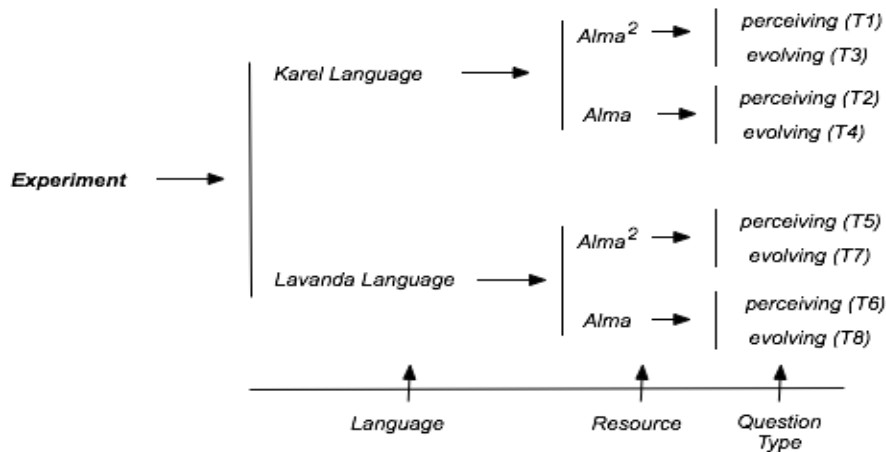 perceiving (T1)
Alma²
evolving (T3)
Karel Language
perceiving (T2)
Alma
evolving (T4)
Experiment
perceiving (T5)
Alma²
evolving (T7)
Lavanda Language
perceiving (T6)
Alma
evolving (T8)
Language
Resource
Question
Type